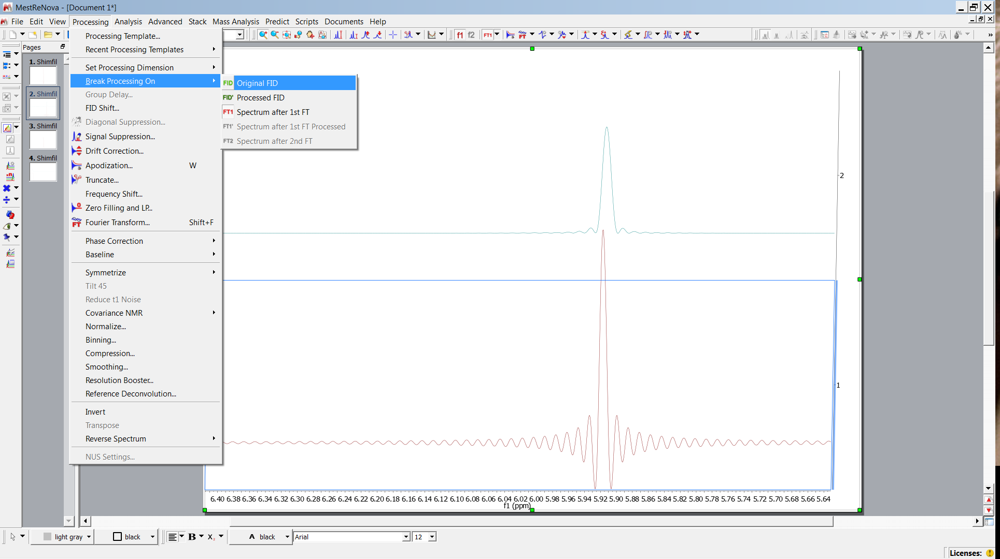 MestReNova - [Document 1*]
File Edit View Processing Analysis Advanced Stack Mass Analysis Predict Scripts Documents Help
f1 f2 FT1
Pages
1. Shimfil
2. Shimfil
3. Shimfil
4. Shimfil
Processing Template...
Recent Processing Templates
Set Processing Dimension
Break Processing On
Group Delay...
FID Shift...
Diagonal Suppression...
Signal Suppression...
Drift Correction...
Apodization... W
Truncate...
Frequency Shift...
Zero Filling and LP...
FT Fourier Transform... Shift+F
Phase Correction
Baseline
Symmetrize
Tilt 45
Reduce t1 Noise
Covariance NMR
Normalize...
Binning...
Compression...
Smoothing...
Resolution Booster...
Reference Deconvolution...
Invert
Transpose
Reverse Spectrum
NUS Settings...
FID Original FID
FID' Processed FID
FT1 Spectrum after 1st FT
FT1' Spectrum after 1st FT Processed
FT2 Spectrum after 2nd FT
2
1
6.40 6.38 6.36 6.34 6.32 6.30 6.28 6.26 6.24 6.22 6.20 6.18 6.16 6.14 6.12 6.10 6.08 6.06 6.04 6.02 6.00 5.98 5.96 5.94 5.92 5.90 5.88 5.86 5.84 5.82 5.80 5.78 5.76 5.74 5.72 5.70 5.68 5.66 5.64
f1 (ppm)
light gray black B X₂ A black Arial 12
Licenses: